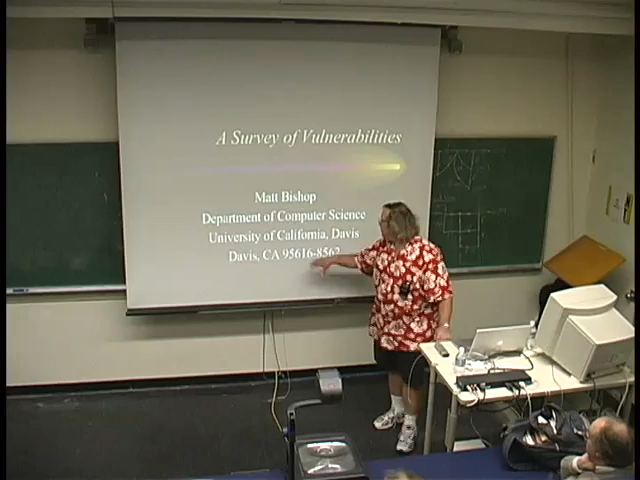 A Survey of Vulnerabilities
Matt Bishop
Department of Computer Science
University of California, Davis
Davis, CA 95616-8562